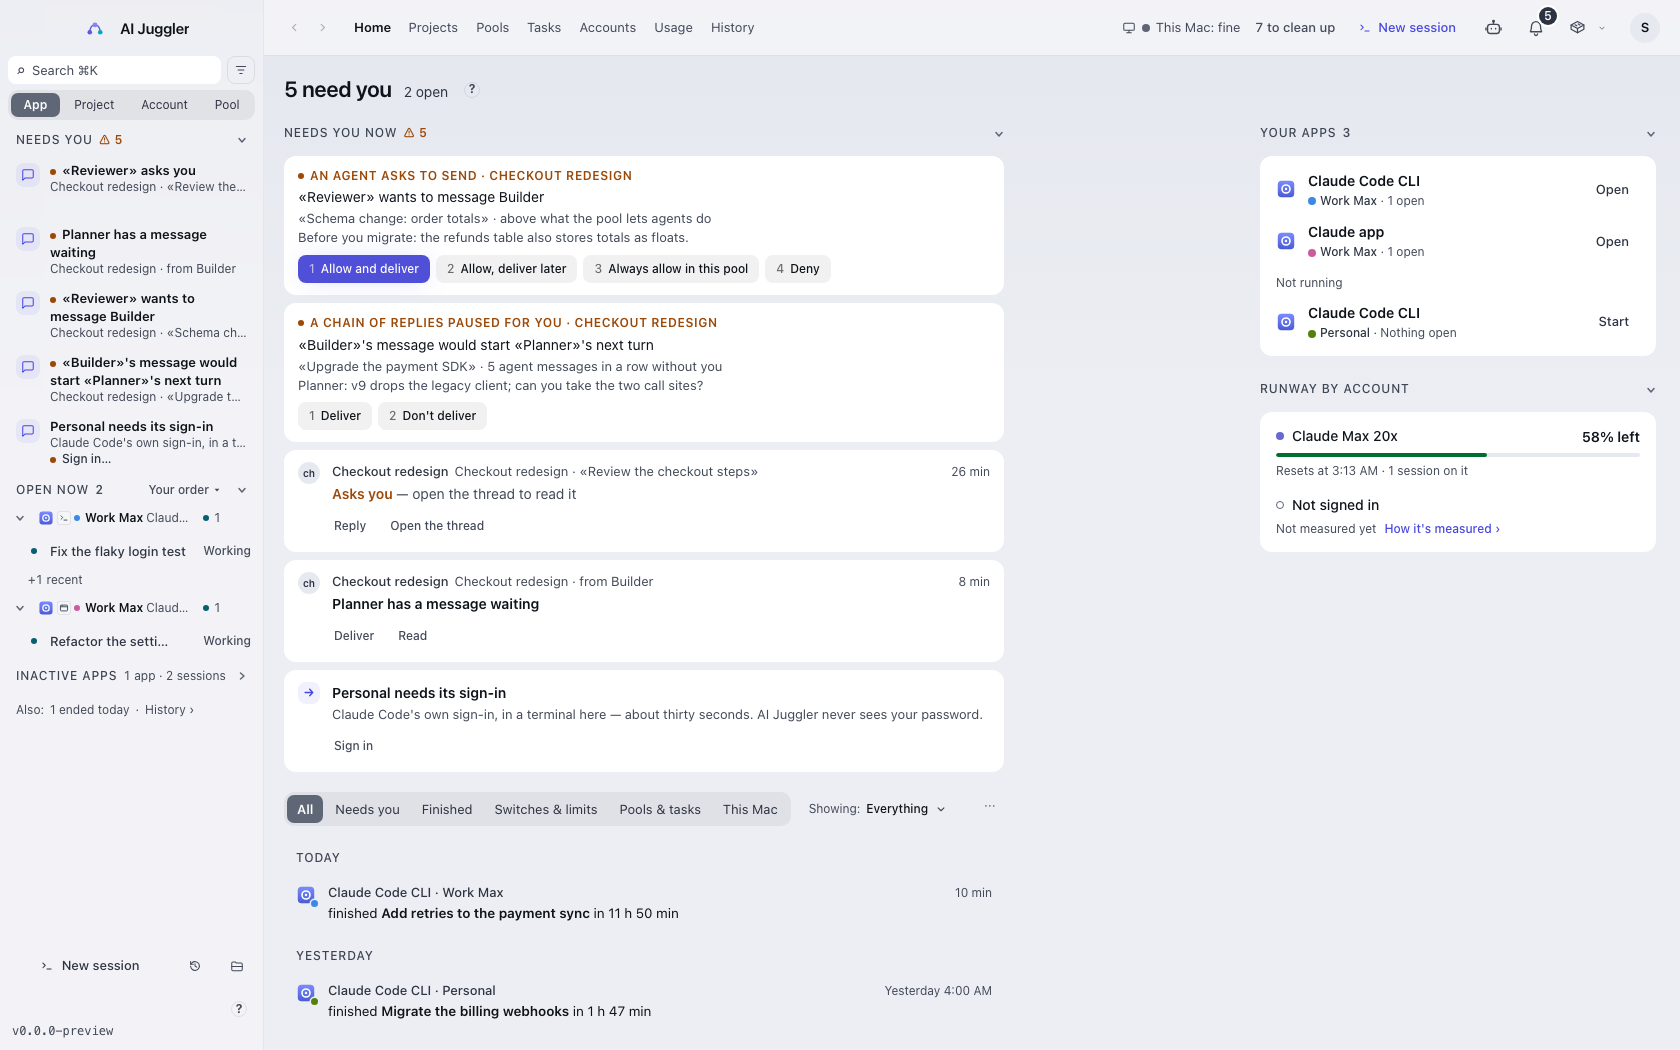 AI Juggler
Search ⌘K
App Project Account Pool
NEEDS YOU 5
«Reviewer» asks you
Checkout redesign · «Review the...
Planner has a message
waiting
Checkout redesign · from Builder
«Reviewer» wants to
message Builder
Checkout redesign · «Schema ch...
«Builder»'s message would
start «Planner»'s next turn
Checkout redesign · «Upgrade t...
Personal needs its sign-in
Claude Code's own sign-in, in a t...
Sign in...
OPEN NOW 2 Your order
Work Max Claud... 1
Fix the flaky login test Working
+1 recent
Work Max Claud... 1
Refactor the setti... Working
INACTIVE APPS 1 app · 2 sessions
Also: 1 ended today · History ›
New session
?
v0.0.0-preview
Home Projects Pools Tasks Accounts Usage History
This Mac: fine 7 to clean up New session 5 S
5 need you 2 open ?
NEEDS YOU NOW 5
AN AGENT ASKS TO SEND · CHECKOUT REDESIGN
«Reviewer» wants to message Builder
«Schema change: order totals» · above what the pool lets agents do
Before you migrate: the refunds table also stores totals as floats.
1 Allow and deliver 2 Allow, deliver later 3 Always allow in this pool 4 Deny
A CHAIN OF REPLIES PAUSED FOR YOU · CHECKOUT REDESIGN
«Builder»'s message would start «Planner»'s next turn
«Upgrade the payment SDK» · 5 agent messages in a row without you
Planner: v9 drops the legacy client; can you take the two call sites?
1 Deliver 2 Don't deliver
ch Checkout redesign Checkout redesign · «Review the checkout steps» 26 min
Asks you — open the thread to read it
Reply Open the thread
ch Checkout redesign Checkout redesign · from Builder 8 min
Planner has a message waiting
Deliver Read
Personal needs its sign-in
Claude Code's own sign-in, in a terminal here — about thirty seconds. AI Juggler never sees your password.
Sign in
All Needs you Finished Switches & limits Pools & tasks This Mac Showing: Everything ...
TODAY
Claude Code CLI · Work Max 10 min
finished Add retries to the payment sync in 11 h 50 min
YESTERDAY
Claude Code CLI · Personal Yesterday 4:00 AM
finished Migrate the billing webhooks in 1 h 47 min
YOUR APPS 3
Claude Code CLI Open
Work Max · 1 open
Claude app Open
Work Max · 1 open
Not running
Claude Code CLI Start
Personal · Nothing open
RUNWAY BY ACCOUNT
Claude Max 20x 58% left
Resets at 3:13 AM · 1 session on it
Not signed in
Not measured yet How it's measured ›